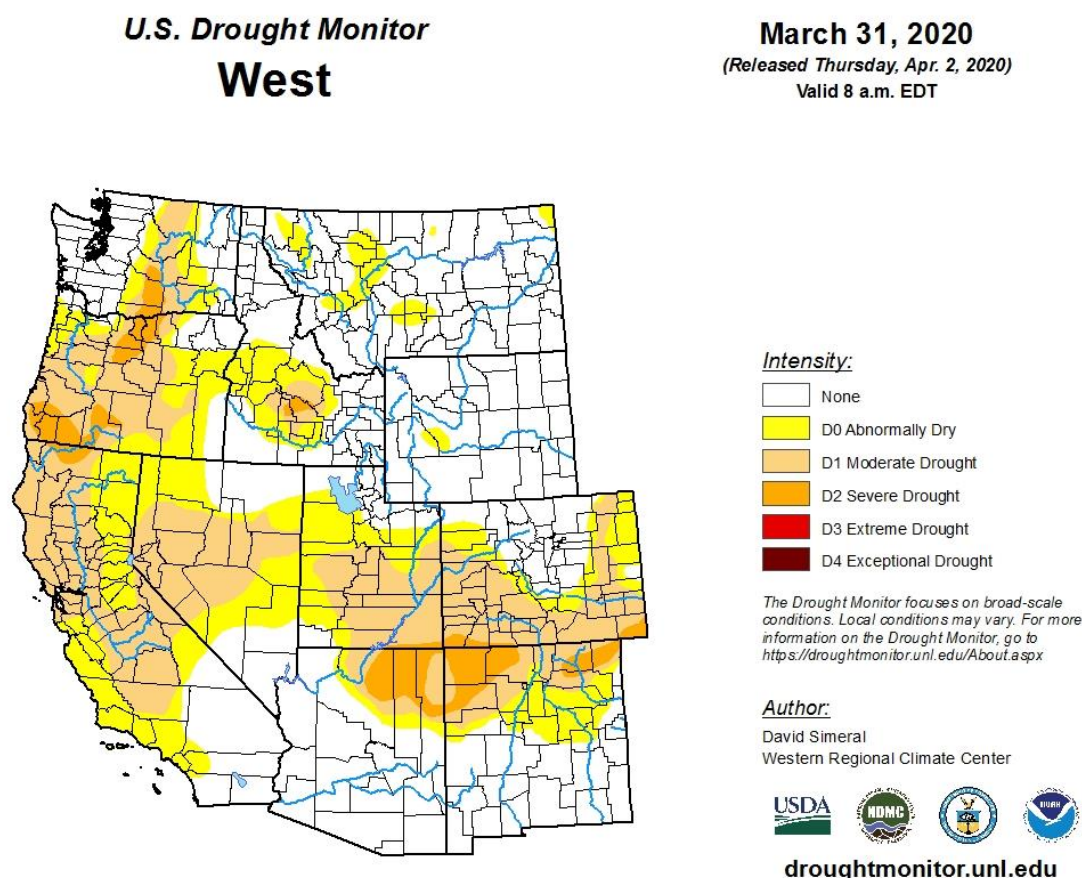 U.S. Drought Monitor
West
March 31, 2020
(Released Thursday, Apr. 2, 2020)
Valid 8 a.m. EDT
Intensity:
None
D0 Abnormally Dry
D1 Moderate Drought
D2 Severe Drought
D3 Extreme Drought
D4 Exceptional Drought
The Drought Monitor focuses on broad-scale
conditions. Local conditions may vary. For more
information on the Drought Monitor, go to
https://droughtmonitor.unl.edu/About.aspx
Author:
David Simeral
Western Regional Climate Center
USDA
NDMC
NOAA
droughtmonitor.unl.edu